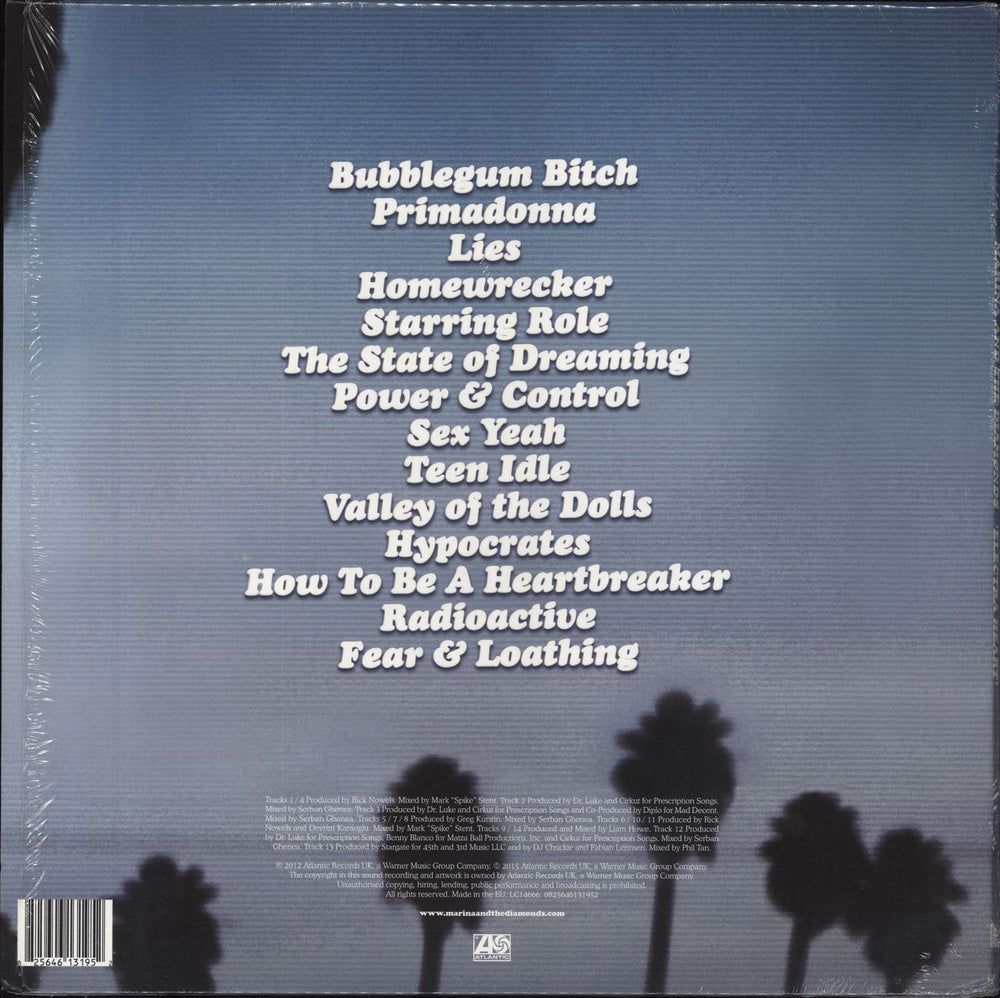 Bubblegum Bitch
Primadonna
Lies
Homewrecker
Starring Role
The State of Dreaming
Power & Control
Sex Yeah
Teen Idle
Valley of the Dolls
Hypocrates
How To Be A Heartbreaker
Radioactive
Fear & Loathing
Tracks 1 / 4 Produced by Rick Nowels. Mixed by Mark "Spike" Stent. Track 2 Produced by Dr. Luke and Cirkut for Prescription Songs.
Mixed by Serban Ghenea. Track 3 Produced by Dr. Luke and Cirkut for Prescription Songs and Co-Produced by Diplo for Mad Decent.
Mixed by Serban Ghenea. Tracks 5 / 7 / 8 Produced by Greg Kurstin. Mixed by Serban Ghenea. Tracks 6 / 10 / 11 Produced by Rick
Nowels and Devrim Karaoglu. Mixed by Mark "Spike" Stent. Tracks 9 / 14 Produced and Mixed by Liam Howe. Track 12 Produced
by Dr. Luke for Prescription Songs, Benny Blanco for Matza Ball Productions, Inc. and Cirkut for Prescription Songs. Mixed by Serban
Ghenea. Track 13 Produced by Stargate for 45th and 3rd Music LLC and by DJ Chuckie and Fabian Lenrisen. Mixed by Phil Tan.
℗ 2012 Atlantic Records UK, a Warner Music Group Company. © 2015 Atlantic Records UK, a Warner Music Group Company.
The copyright in this sound recording and artwork is owned by Atlantic Records UK, a Warner Music Group Company.
Unauthorised copying, hiring, lending, public performance and broadcasting is prohibited.
All rights reserved. Made in the EU. LC14666. 0825646131952
www.marinaandthediamonds.com
ATLANTIC
25646 13195 2